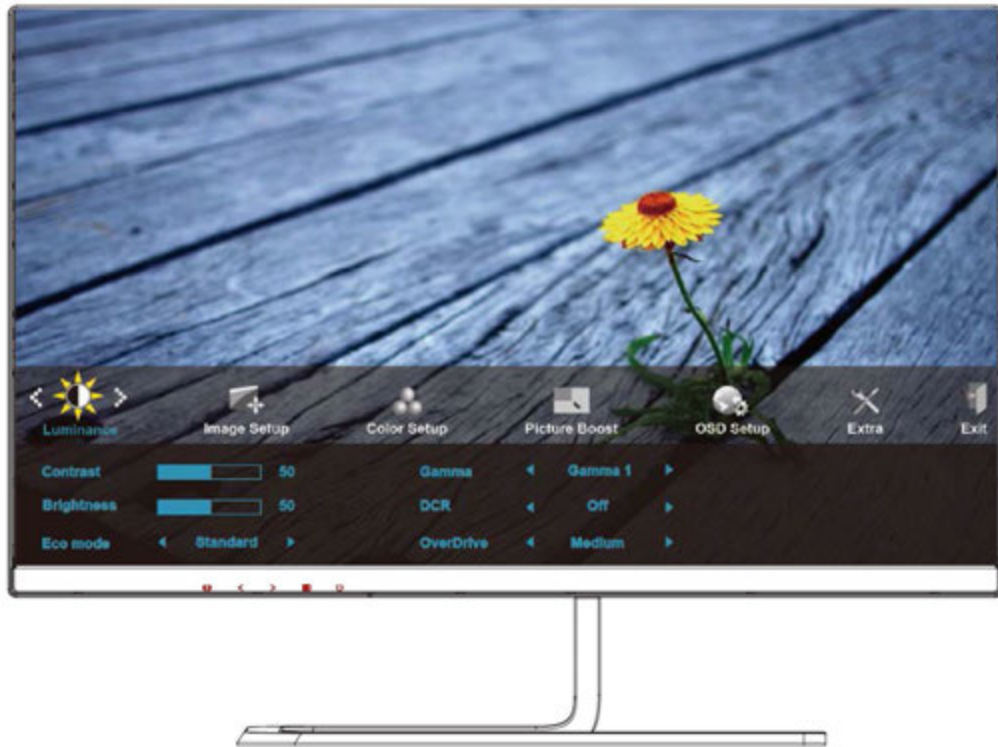 Luminance Image Setup Color Setup Picture Boost OSD Setup Extra Exit
Contrast 50 Gamma Gamma 1
Brightness 50 DCR Off
Eco mode Standard OverDrive Medium